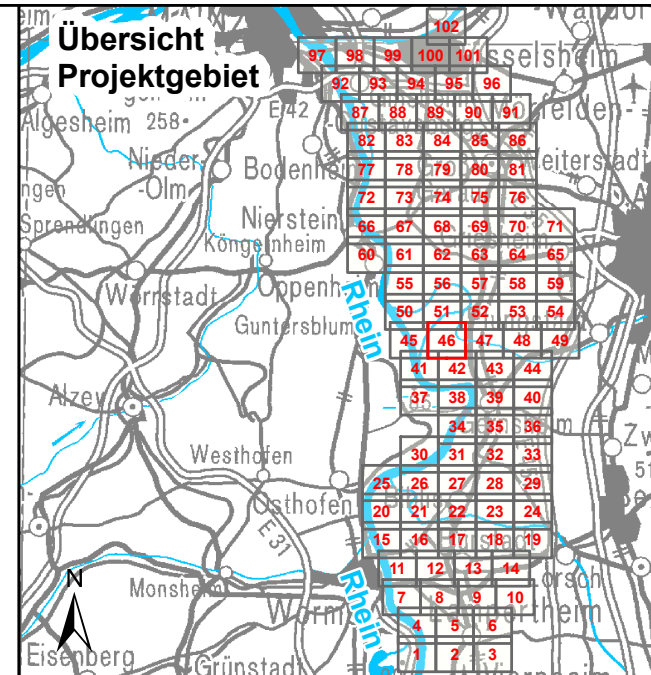 Übersicht
Projektgebiet
102
97 98 99 100 101
sselsheim
92 93 94 95 96
E 42
87 88 89 90 91
Algesheim 258
felden-
82 83 84 85 86
Nieder-
-Olm
Bodenheim
77 78 79 80 81
eiterstadt
ngen
72 73 74 75 76
Sprendlingen
Nierstein
66 67 68 69 70 71
Köngernheim
60 61 62 63 64 65
Wörrstadt
Oppenheim
55 56 57 58 59
Rhein
50 51 52 53 54
Guntersblum
45 46 47 48 49
41 42 43 44
Alzey
37 38 39 40
34 35 36
Westhofen
30 31 32 33
25 26 27 28 29
Osthofen
20 21 22 23 24
E 31
15 16 17 18 19
11 12 13 14
orsch
N
Monsheim
Rhein
7 8 9 10
Worms
4 5 6
Eisenberg
Grünstadt
1 2 3